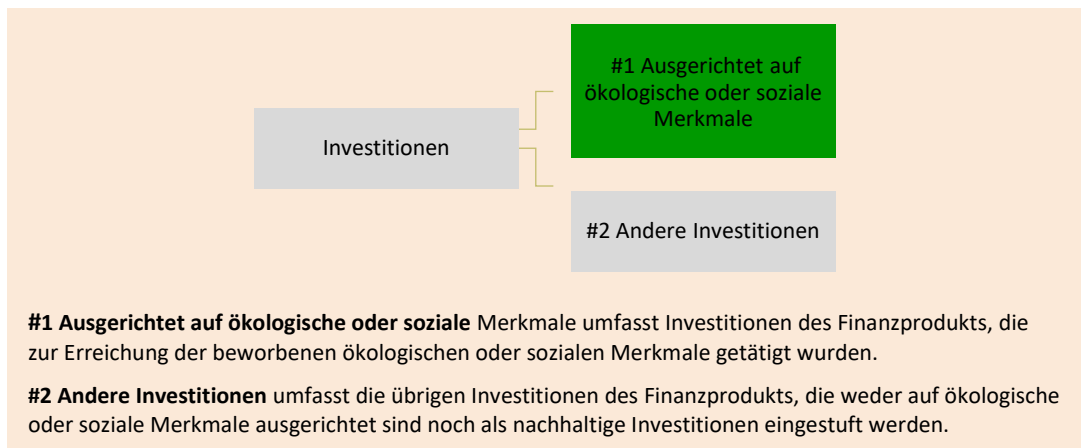 #1 Ausgerichtet auf
ökologische oder soziale
Merkmale
Investitionen
#2 Andere Investitionen
#1 Ausgerichtet auf ökologische oder soziale Merkmale umfasst Investitionen des Finanzprodukts, die
zur Erreichung der beworbenen ökologischen oder sozialen Merkmale getätigt wurden.
#2 Andere Investitionen umfasst die übrigen Investitionen des Finanzprodukts, die weder auf ökologische
oder soziale Merkmale ausgerichtet sind noch als nachhaltige Investitionen eingestuft werden.